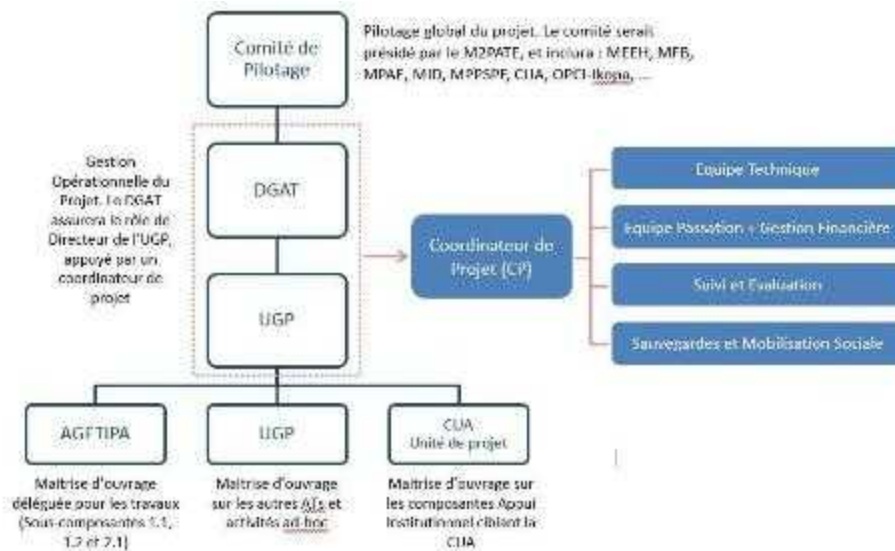 Comité de
Pilotage
Pilotage global du projet. Le comité serait
présidé par le M2PATE, et inclura : MEEH, MFB,
MPAE, MID, MPPSPF, CUA, OPCI-Ikopa, ...
Gestion
Opérationnelle du
Projet. Le DGAT
assurera le rôle de
Directeur de l'UGP,
appuyé par un
coordinateur de
projet
DGAT
UGP
Coordinateur de
Projet (CP)
Equipe Technique
Equipe Passation + Gestion Financière
Suivi et Evaluation
Sauvegardes et Mobilisation Sociale
AGETIPA
UGP
CUA
Unité de projet
Maitrise d'ouvrage
déléguée pour les travaux
(Sous-composantes 1.1,
1.2 et 2.1)
Maitrise d'ouvrage
sur les autres ATs et
activités ad-hoc
Maitrise d'ouvrage sur
les composantes Appui
Institutionnel ciblant la
CUA